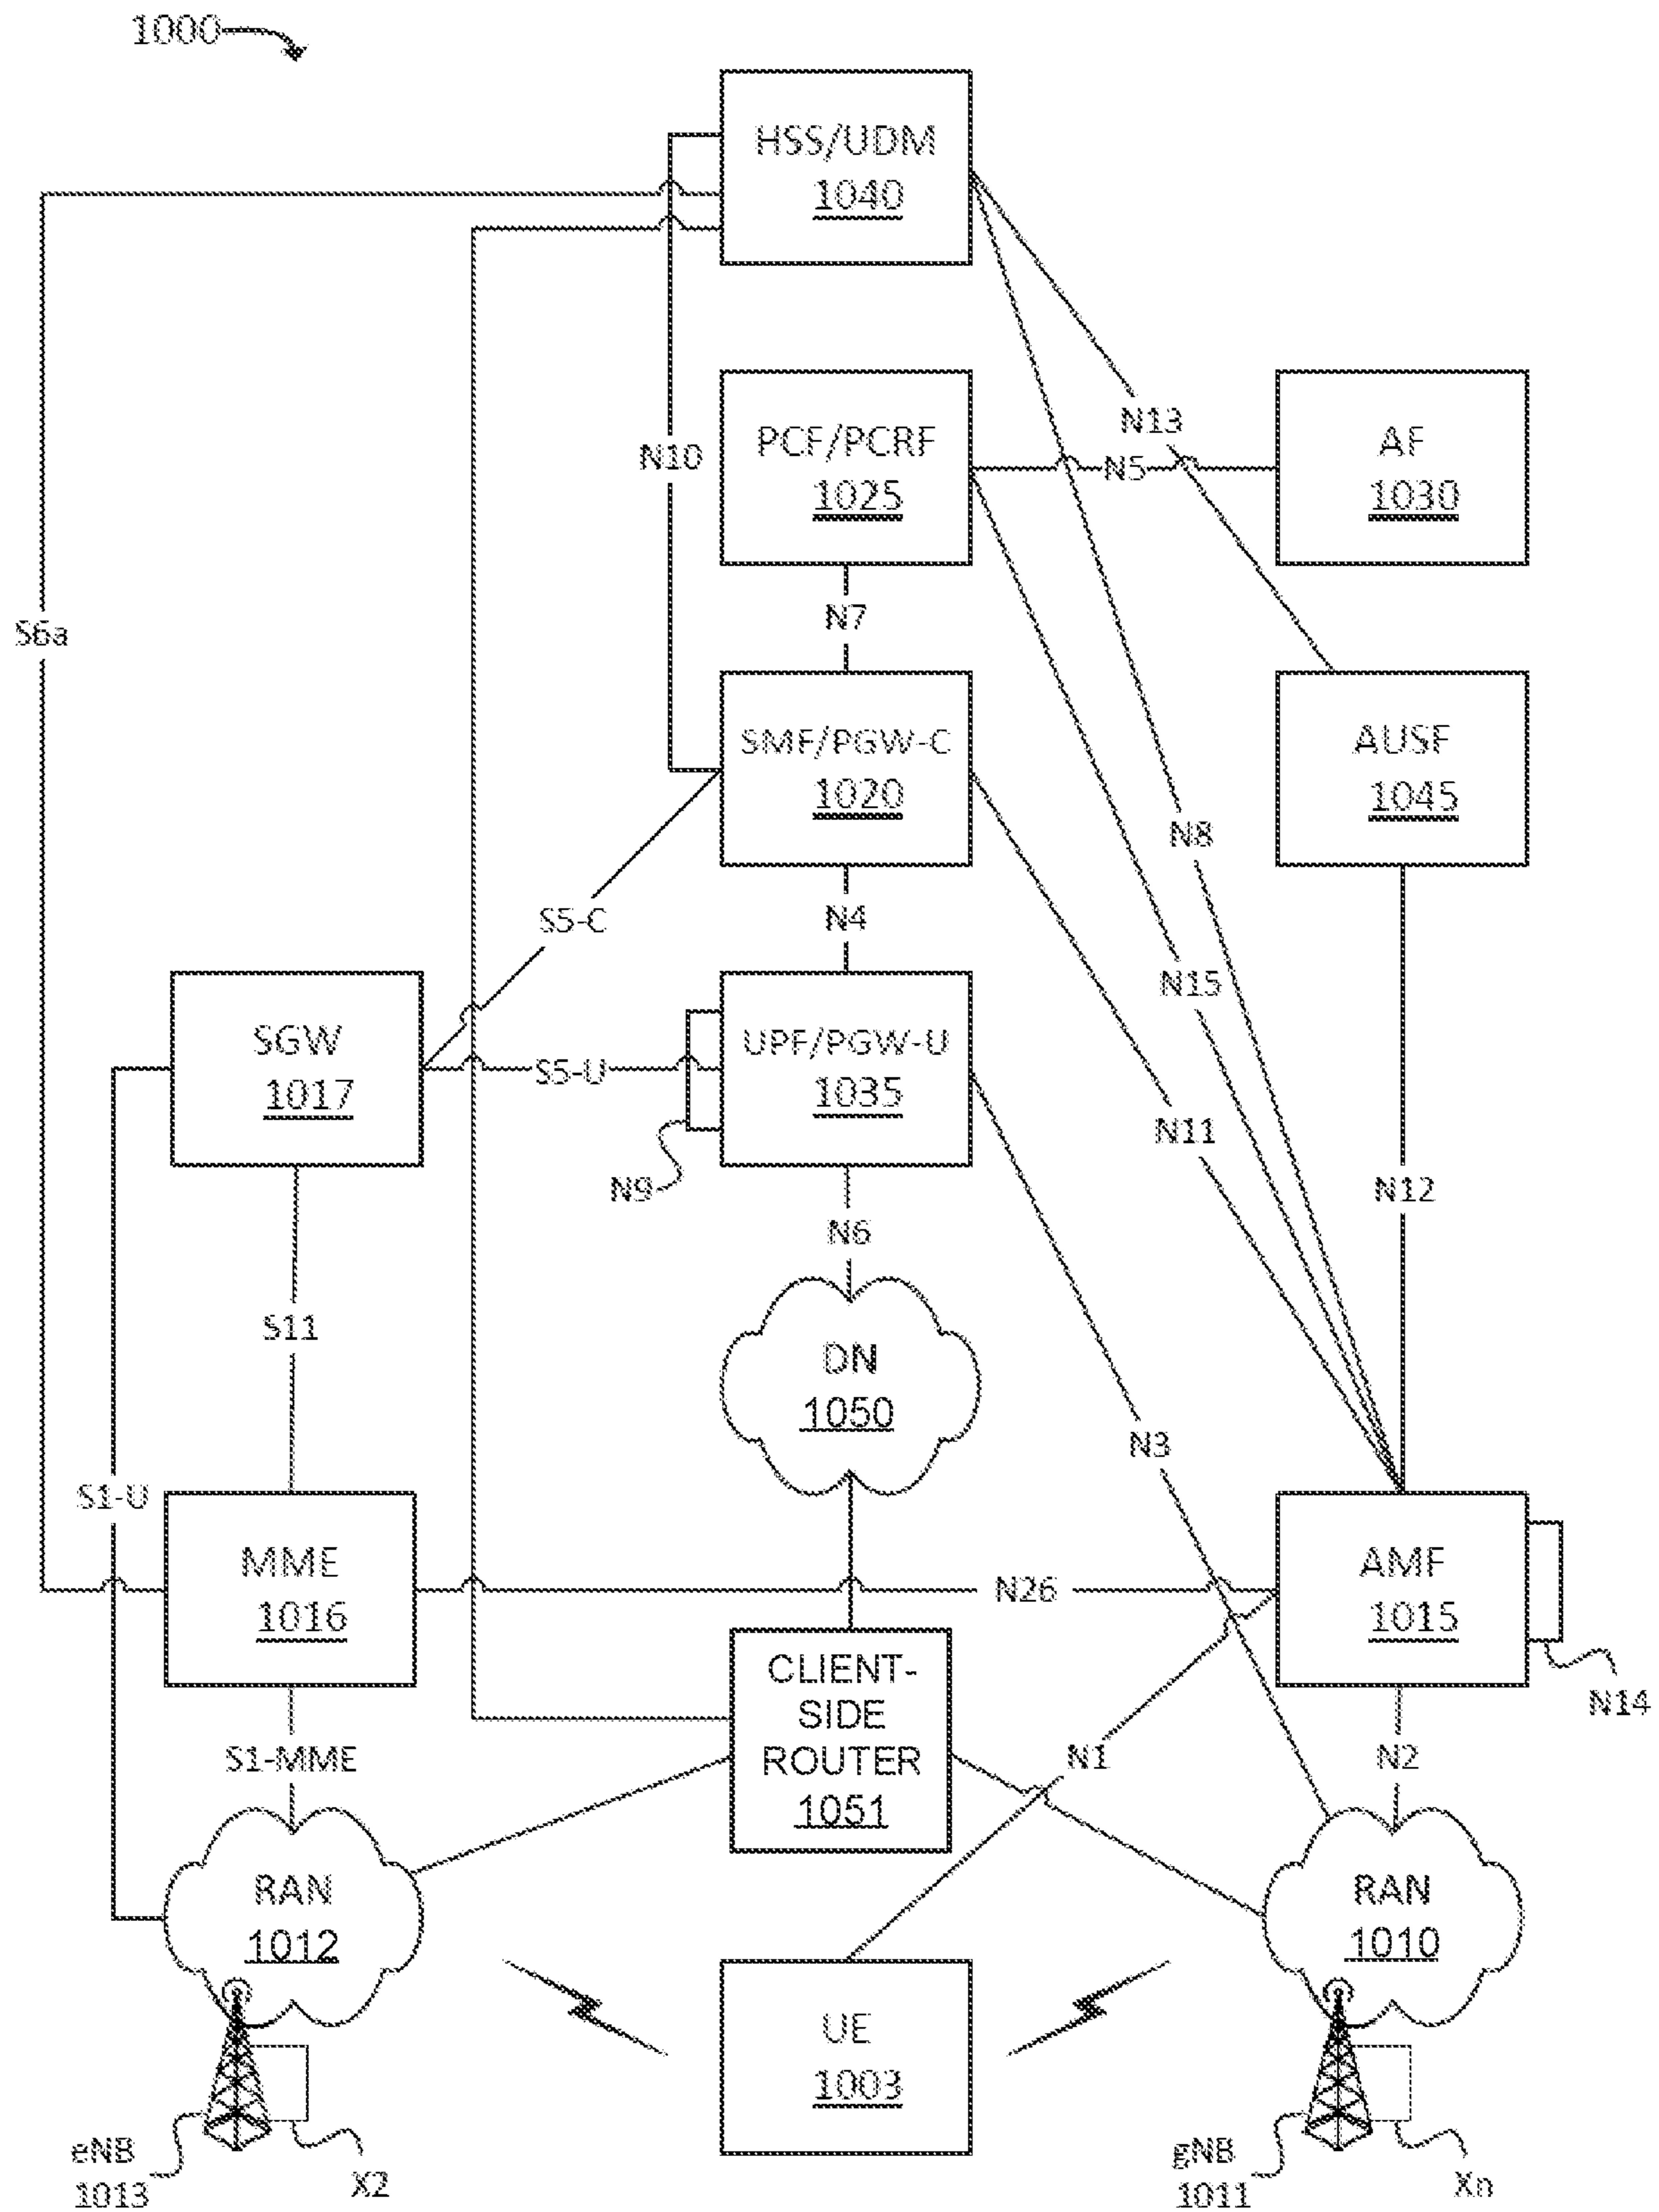 1000
HSS/UDM
1040
N13
PCF/PCRF
1025
N5
AF
1030
N10
N7
S6a
SMF/PGW-C
1020
AUSF
1045
N8
S5-C
N4
N15
SGW
1017
S5-U
UPF/PGW-U
1035
N11
N9
N6
N12
S11
DN
1050
N3
S1-U
MME
1016
N26
AMF
1015
N14
CLIENT-
SIDE
ROUTER
1051
S1-MME
N1
N2
RAN
1012
RAN
1010
UE
1003
eNB
1013
X2
gNB
1011
Xn